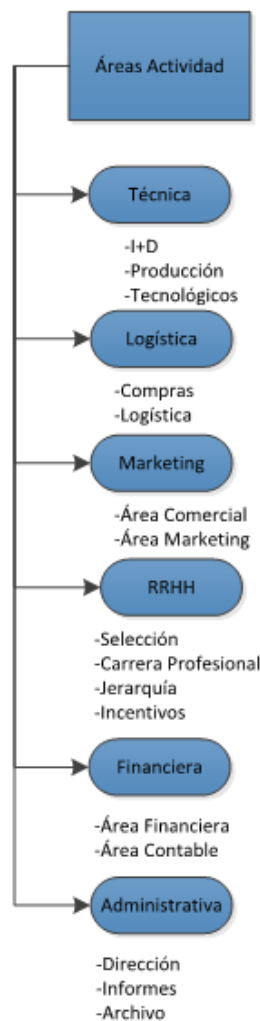 Áreas Actividad
Técnica
-I+D
-Producción
-Tecnológicos
Logística
-Compras
-Logística
Marketing
-Área Comercial
-Área Marketing
RRHH
-Selección
-Carrera Profesional
-Jerarquía
-Incentivos
Financiera
-Área Financiera
-Área Contable
Administrativa
-Dirección
-Informes
-Archivo